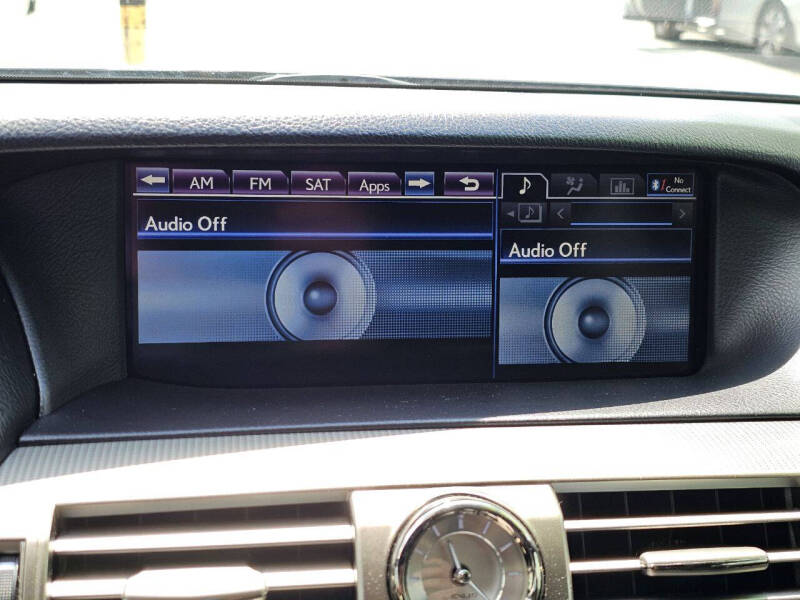 AM FM SAT Apps
No
Connect
Audio Off
Audio Off